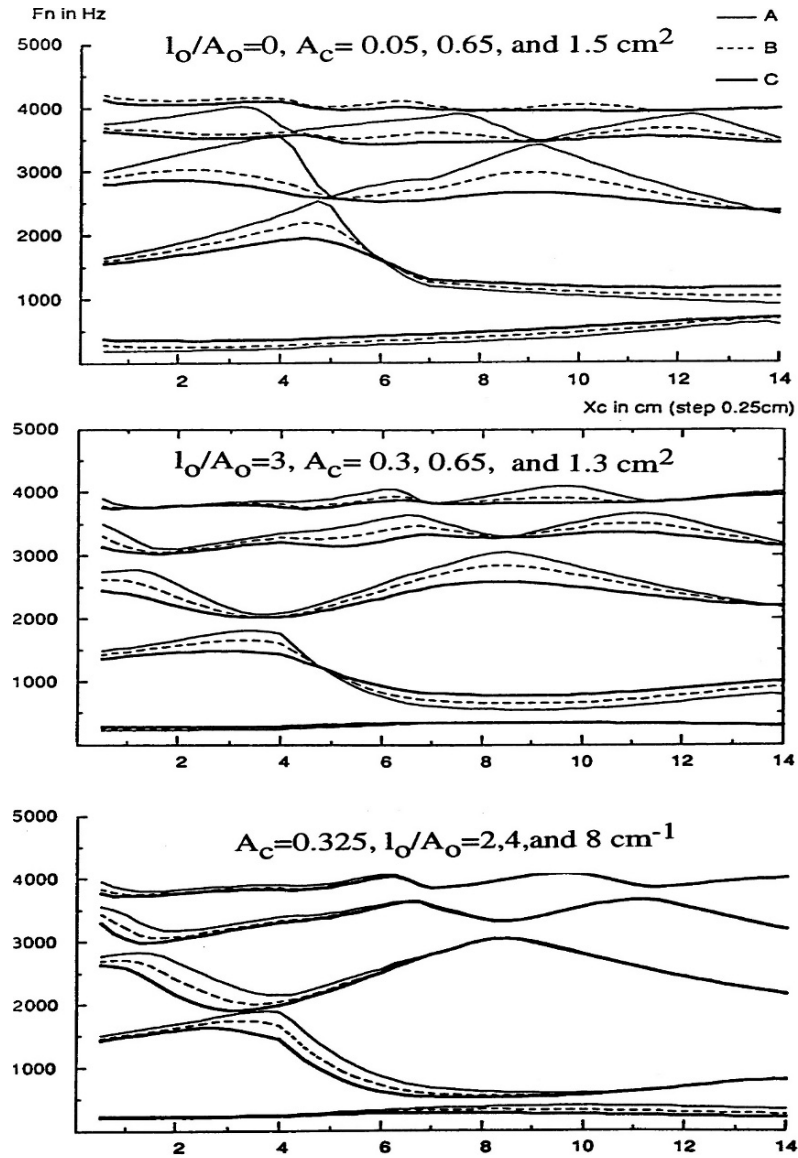 Fn in Hz
A
B
C
l₀/A₀=0, A_c= 0.05, 0.65, and 1.5 cm²
5000
4000
3000
2000
1000
2 4 6 8 10 12 14
Xc in cm (step 0.25cm)
l₀/A₀=3, A_c= 0.3, 0.65, and 1.3 cm²
5000
4000
3000
2000
1000
2 4 6 8 10 12 14
A_c=0.325, l₀/A₀=2,4,and 8 cm⁻¹
5000
4000
3000
2000
1000
2 4 6 8 10 12 14